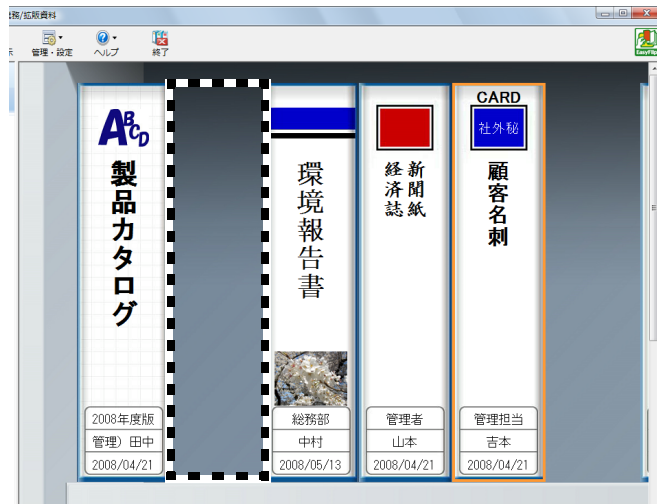 務/拡販資料
管理・設定
ヘルプ
終了
EasyFlip
ABCD
製品カタログ
2008年度版
管理）田中
2008/04/21
環境報告書
総務部
中村
2008/05/13
新聞紙
経済誌
管理者
山本
2008/04/21
CARD
社外秘
顧客名刺
管理担当
吉本
2008/04/21